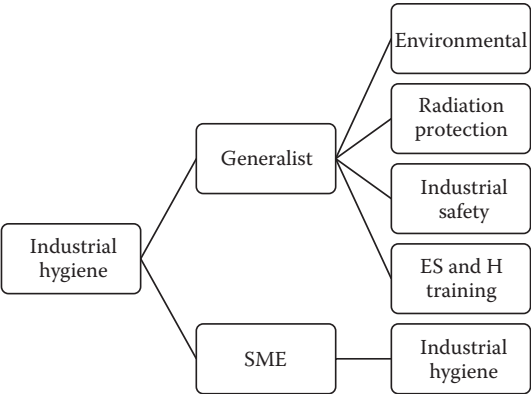 Environmental
Radiation
protection
Generalist
Industrial
safety
Industrial
hygiene
ES and H
training
SME
Industrial
hygiene